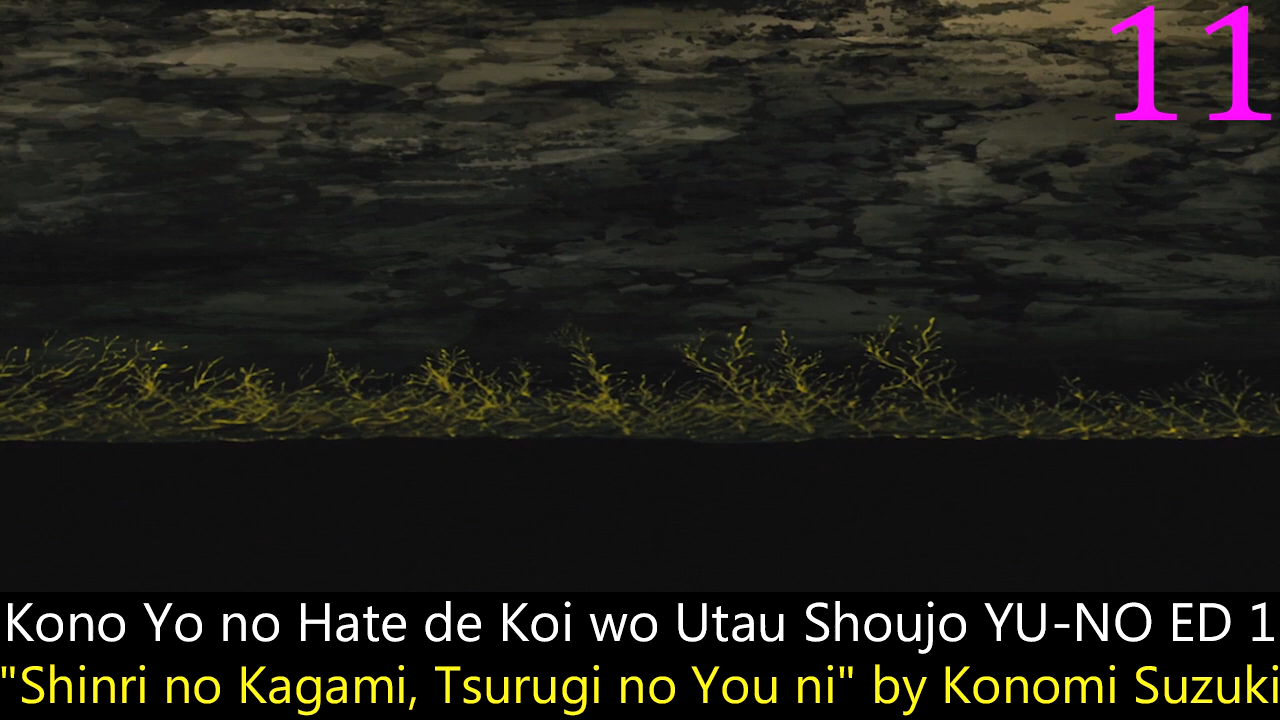 11
Kono Yo no Hate de Koi wo Utau Shoujo YU-NO ED 1
"Shinri no Kagami, Tsurugi no You ni" by Konomi Suzuki